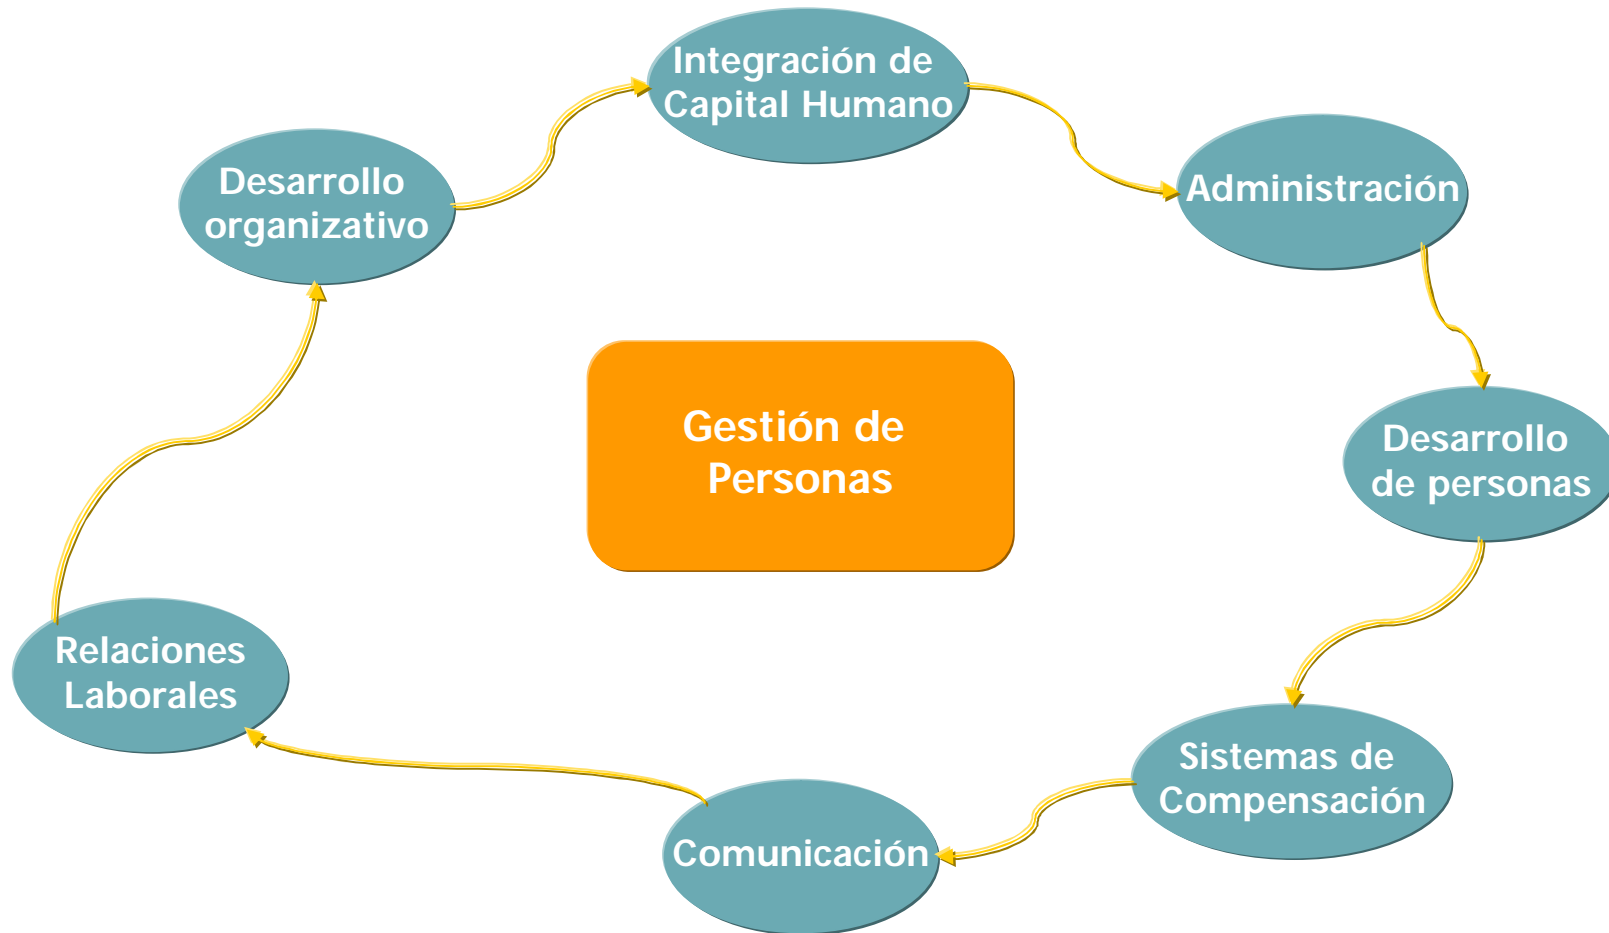 Integración de
Capital Humano
Desarrollo
organizativo
Administración
Gestión de
Personas
Desarrollo
de personas
Relaciones
Laborales
Sistemas de
Compensación
Comunicación